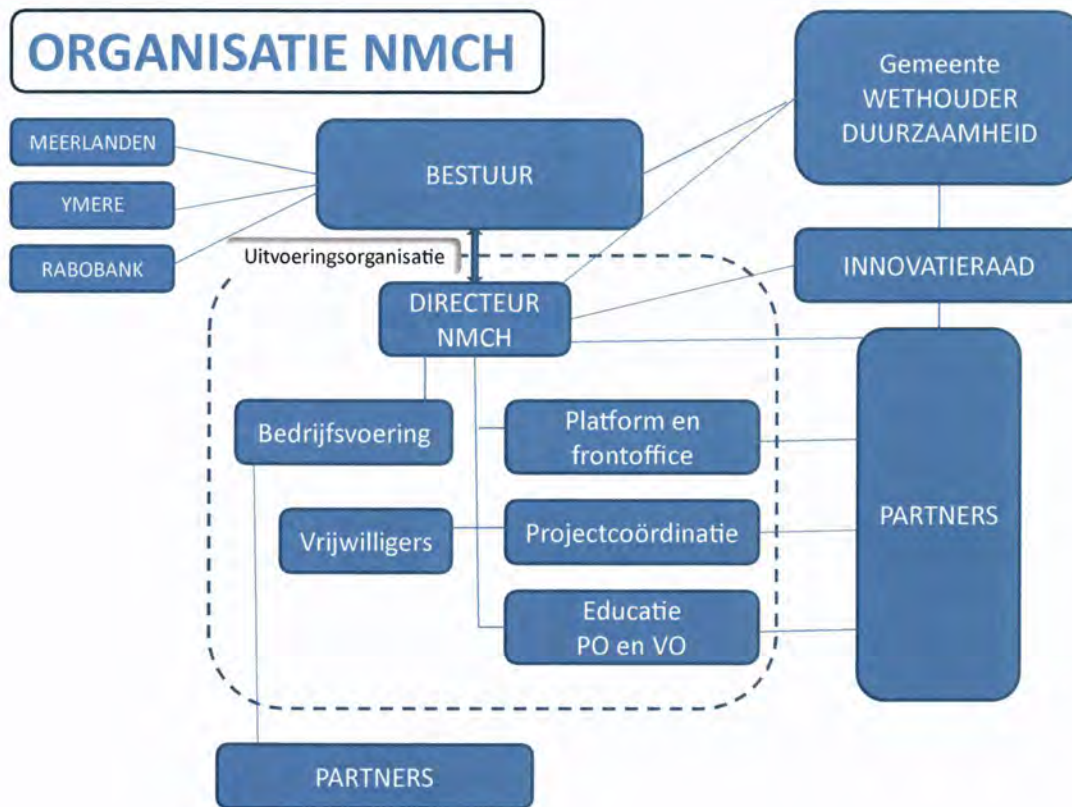 ORGANISATIE NMCH
Gemeente
WETHOUDER
DUURZAAMHEID
MEERLANDEN
YMERE
RABOBANK
BESTUUR
Uitvoeringsorganisatie
INNOVATIERAAD
DIRECTEUR
NMCH
Bedrijfsvoering
Platform en
frontoffice
Vrijwilligers
Projectcoördinatie
Educatie
PO en VO
PARTNERS
PARTNERS